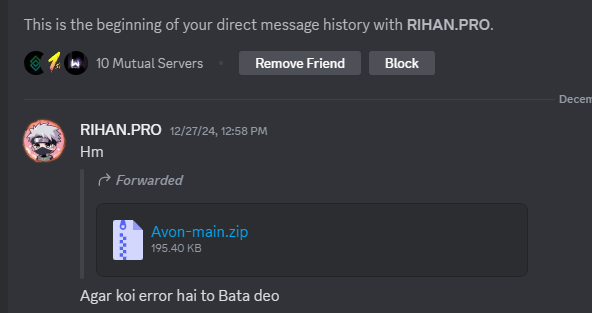 This is the beginning of your direct message history with RIHAN.PRO.
10 Mutual Servers • Remove Friend Block
RIHAN.PRO 12/27/24, 12:58 PM
Hm
Forwarded
Avon-main.zip
195.40 KB
Agar koi error hai to Bata deo